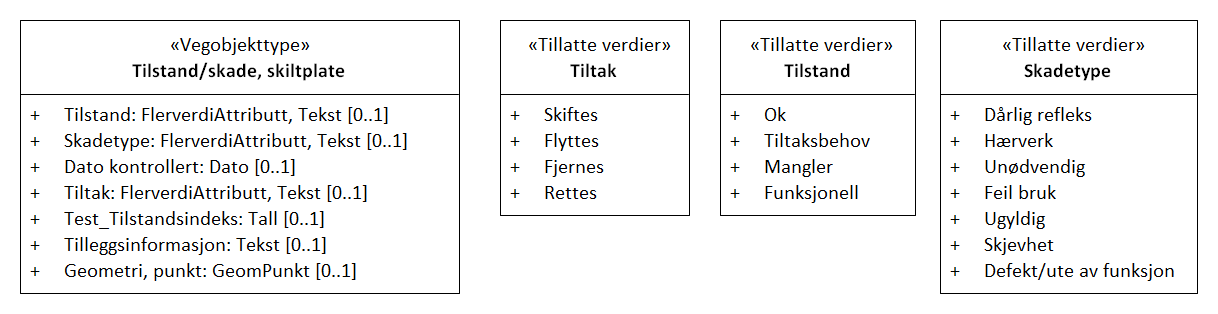 «Vegobjekttype»
Tilstand/skade, skiltplate
+ Tilstand: FlerverdiAttributt, Tekst [0..1]
+ Skadetype: FlerverdiAttributt, Tekst [0..1]
+ Dato kontrollert: Dato [0..1]
+ Tiltak: FlerverdiAttributt, Tekst [0..1]
+ Test_Tilstandsindeks: Tall [0..1]
+ Tilleggsinformasjon: Tekst [0..1]
+ Geometri, punkt: GeomPunkt [0..1]
«Tillatte verdier»
Tiltak
+ Skiftes
+ Flyttes
+ Fjernes
+ Rettes
«Tillatte verdier»
Tilstand
+ Ok
+ Tiltaksbehov
+ Mangler
+ Funksjonell
«Tillatte verdier»
Skadetype
+ Dårlig refleks
+ Hærverk
+ Unødvendig
+ Feil bruk
+ Ugyldig
+ Skjevhet
+ Defekt/ute av funksjon